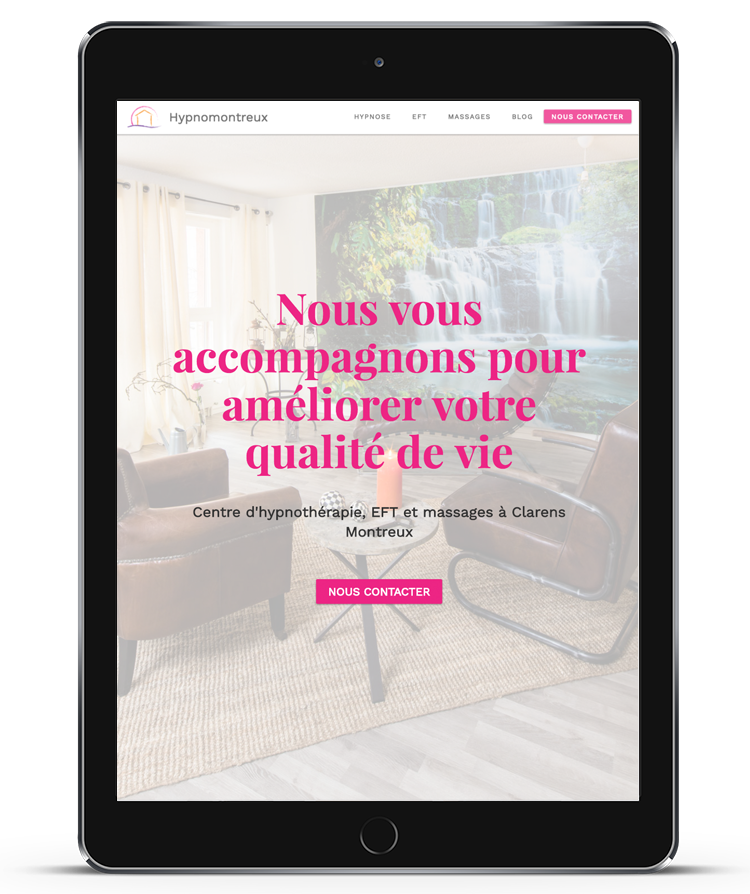 Hypnomontreux
HYPNOSE EFT MASSAGES BLOG NOUS CONTACTER
Nous vous
accompagnons pour
améliorer votre
qualité de vie
Centre d'hypnothérapie, EFT et massages à Clarens
Montreux
NOUS CONTACTER